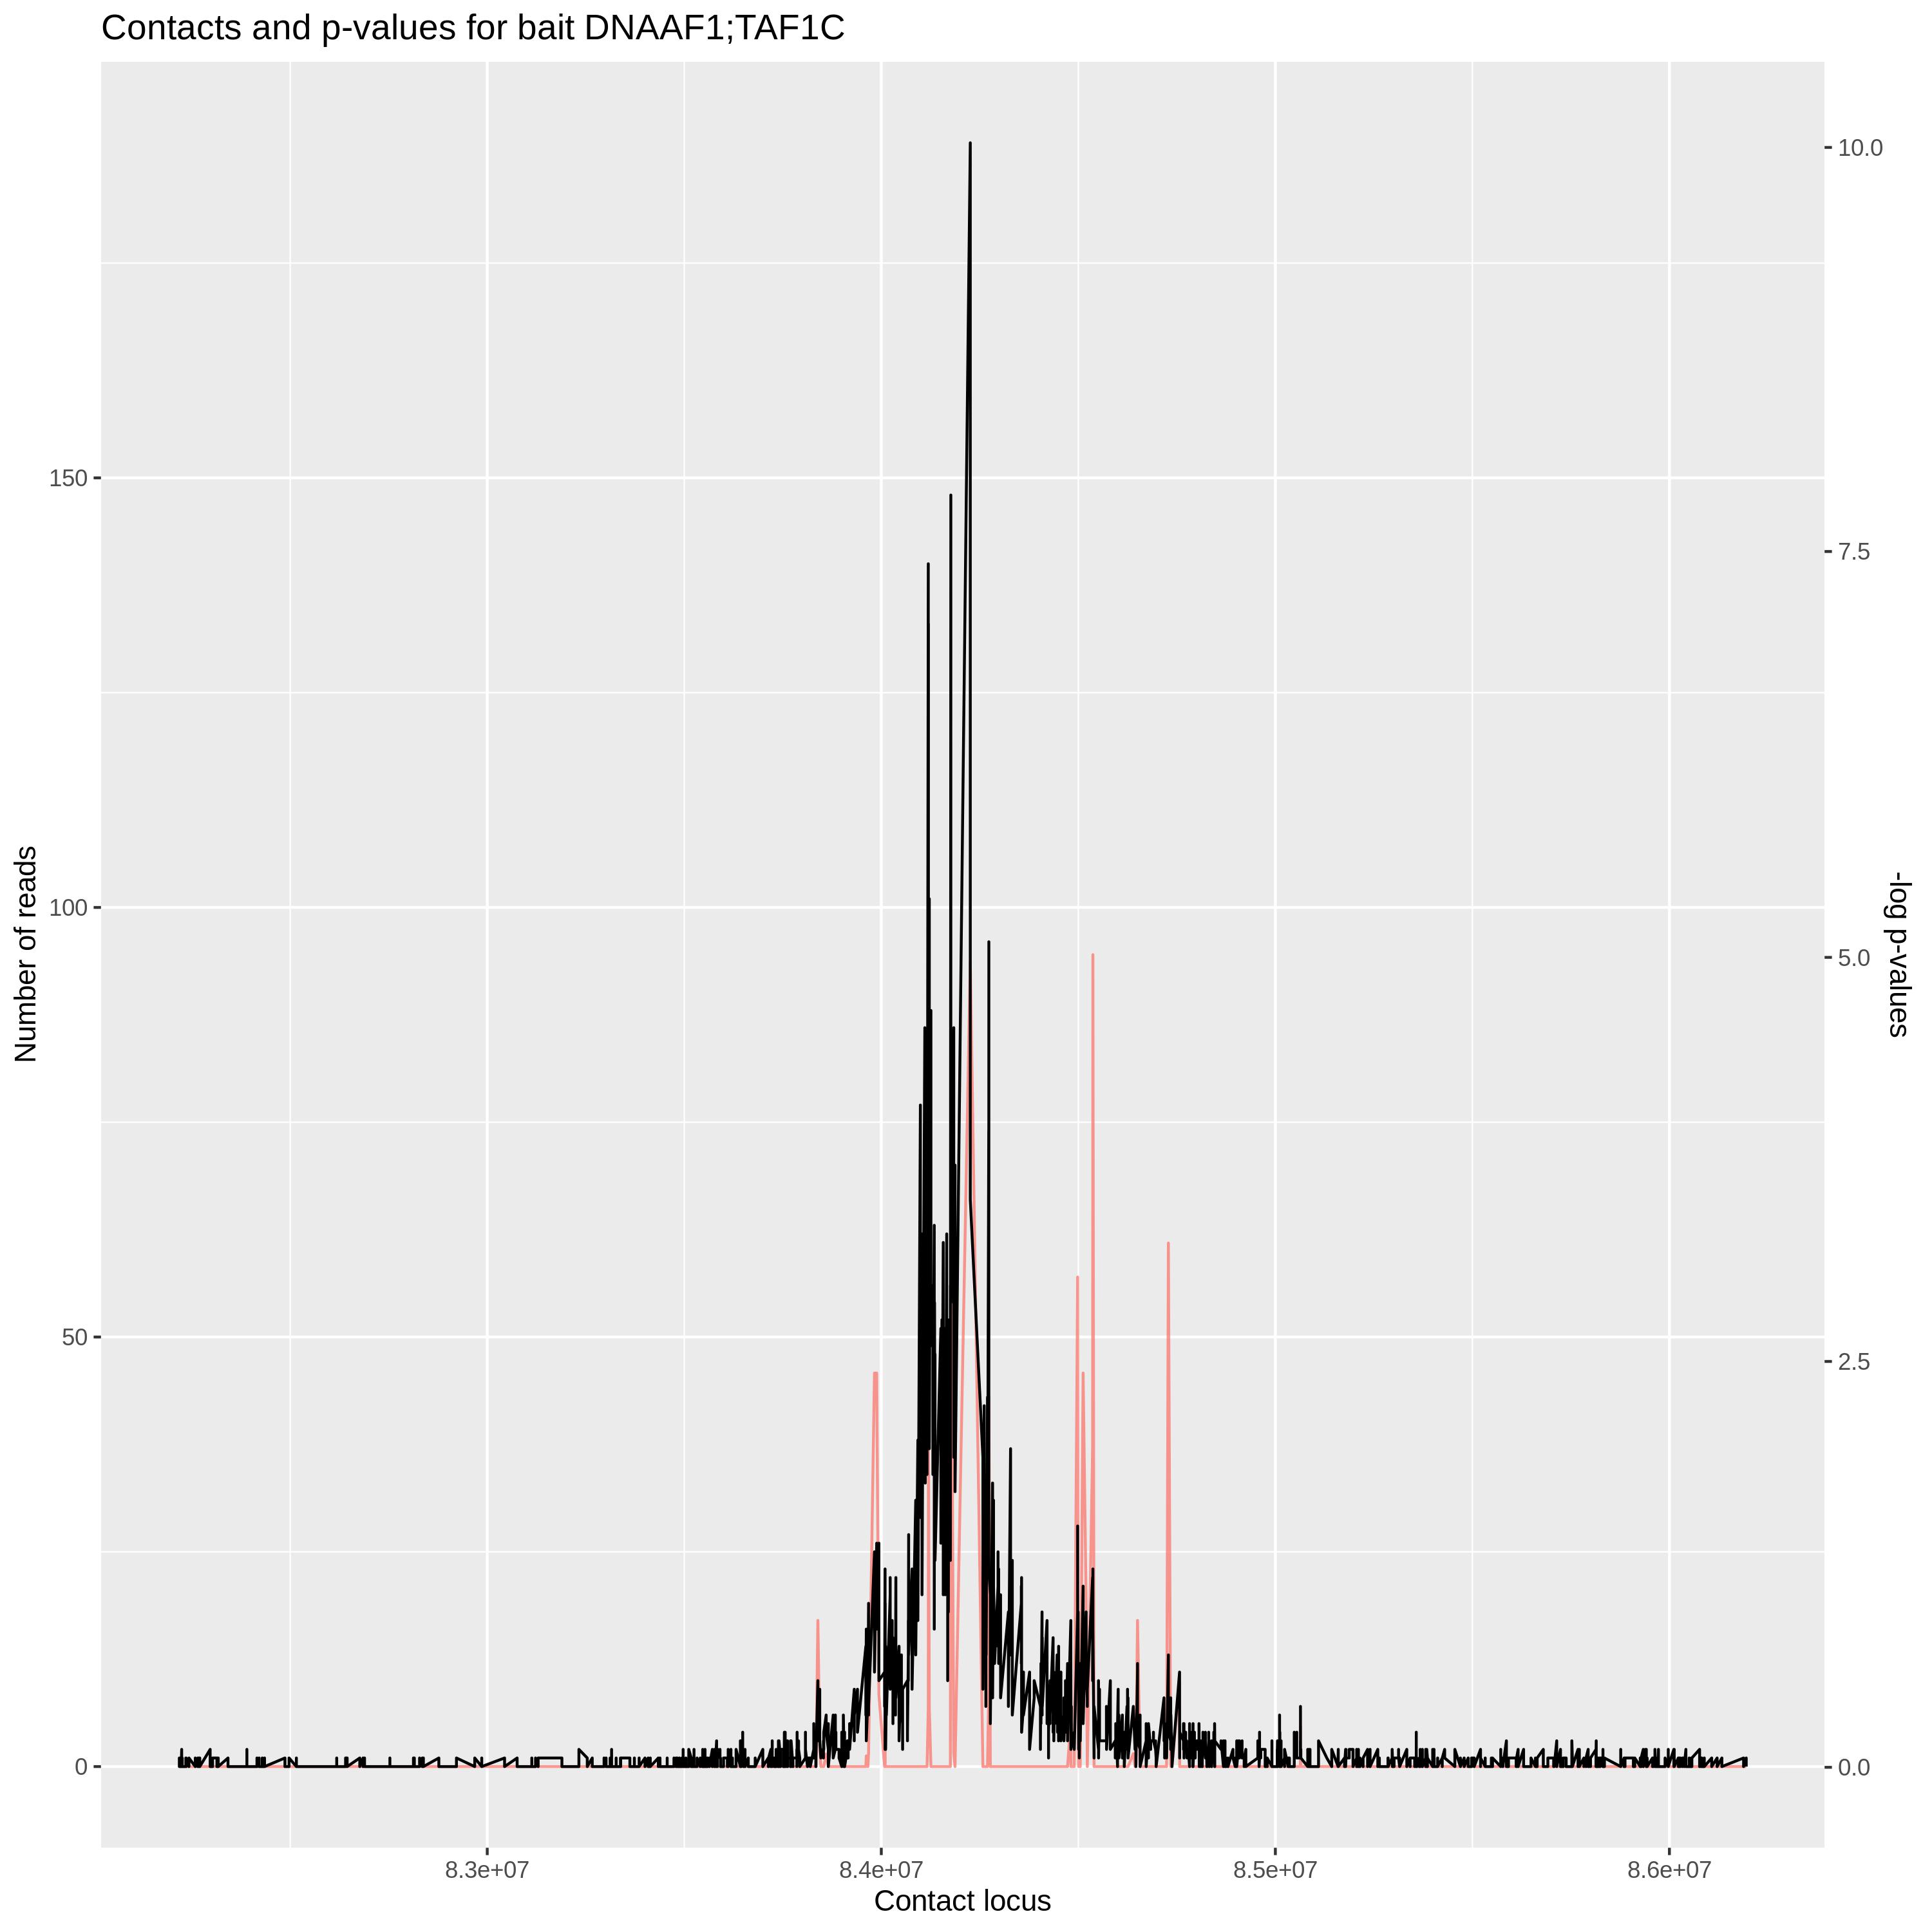 Contacts and p-values for bait DNAAF1;TAF1C
10.0
150
7.5
100
5.0
Number of reads
-log p-values
50
2.5
0
0.0
8.3e+07
8.4e+07
8.5e+07
8.6e+07
Contact locus